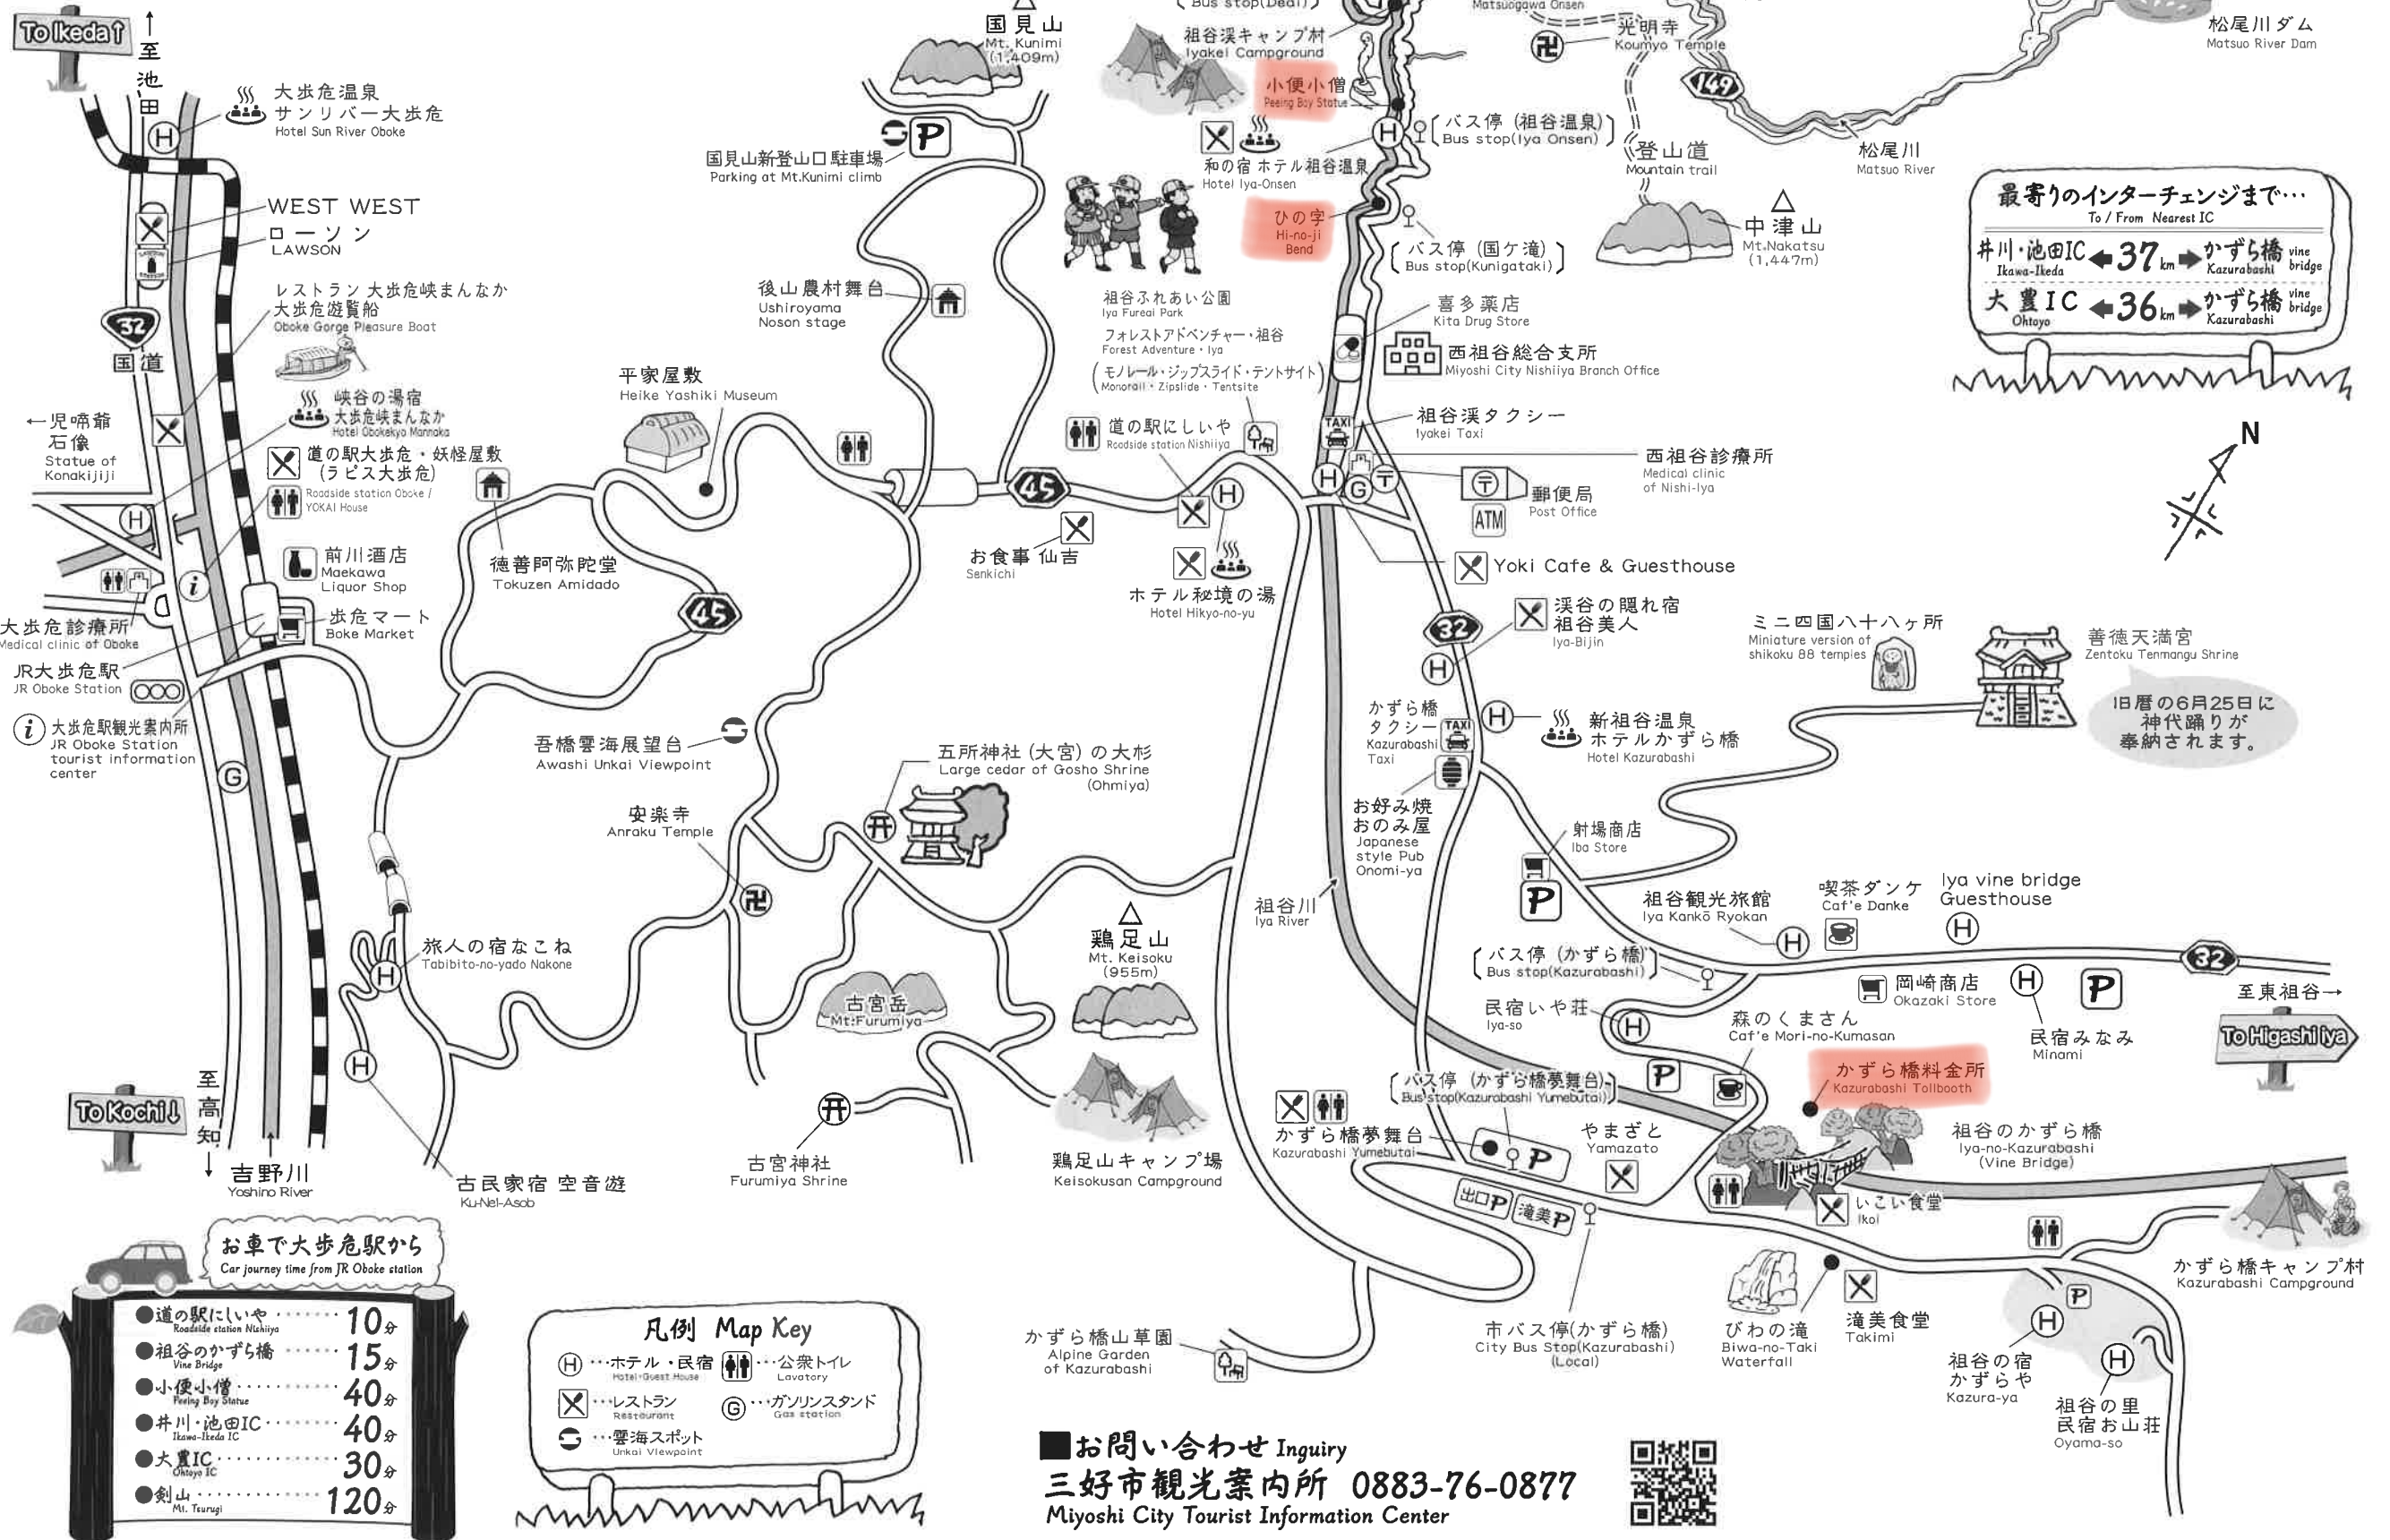 To Ikeda↑
↑
至池田
大歩危温泉
サンリバー大歩危
Hotel Sun River Oboke
WEST WEST
ローソン
LAWSON
32
国道
レストラン 大歩危峡まんなか
大歩危遊覧船
Oboke Gorge Pleasure Boat
峡谷の湯宿
大歩危峡まんなか
Hotel Obokekyo Mannaka
←児啼爺
石像
Statue of
Konakijiji
道の駅大歩危・妖怪屋敷
(ラピス大歩危)
Roadside station Oboke /
YOKAI House
前川酒店
Maekawa
Liquor Shop
歩危マート
Boke Market
大歩危診療所
Medical clinic of Oboke
JR大歩危駅
JR Oboke Station
大歩危駅観光案内所
JR Oboke Station
tourist information
center
To Kochi↓
至高知
↓
吉野川
Yoshino River
国見山
Mt. Kunimi
(1,409m)
国見山新登山口駐車場
Parking at Mt.Kunimi climb
P
後山農村舞台
Ushiroyama
Noson stage
平家屋敷
Heike Yashiki Museum
徳善阿弥陀堂
Tokuzen Amidado
45
45
吾橋雲海展望台
Awashi Unkai Viewpoint
五所神社 (大宮) の大杉
Large cedar of Gosho Shrine
(Ohmiya)
安楽寺
Anraku Temple
旅人の宿なこね
Tabibito-no-yado Nakone
古民家宿 空音遊
Ku-Nel-Asob
古宮岳
Mt.Furumiya
古宮神社
Furumiya Shrine
鶏足山
Mt. Keisoku
(955m)
鶏足山キャンプ場
Keisokusan Campground
Bus stop(Deai)
祖谷渓キャンプ村
Iyakei Campground
小便小僧
Peeing Boy Statue
バス停 (祖谷温泉)
Bus stop(Iya Onsen)
和の宿 ホテル祖谷温泉
Hotel Iya-Onsen
ひの字
Hi-no-ji
Bend
バス停 (国ケ滝)
Bus stop(Kunigataki)
Matsuogawa Onsen
光明寺
Koumyo Temple
149
登山道
Mountain trail
松尾川
Matsuo River
松尾川ダム
Matsuo River Dam
中津山
Mt.Nakatsu
(1,447m)
最寄りのインターチェンジまで…
To / From Nearest IC
井川・池田IC ←37km→ かずら橋 vine bridge
Ikawa-Ikeda Kazurabashi
大豊IC ←36km→ かずら橋 vine bridge
Ohtoyo Kazurabashi
N
祖谷ふれあい公園
Iya Fureai Park
フォレストアドベンチャー・祖谷
Forest Adventure・Iya
(モノレール・ジップスライド・テントサイト)
Monorail・Zipslide・Tentsite
喜多薬店
Kita Drug Store
西祖谷総合支所
Miyoshi City Nishiiya Branch Office
道の駅にしいや
Roadside station Nishiiya
TAXI
祖谷渓タクシー
Iyakei Taxi
西祖谷診療所
Medical clinic
of Nishi-Iya
郵便局
Post Office
ATM
お食事 仙吉
Senkichi
ホテル秘境の湯
Hotel Hikyo-no-yu
Yoki Cafe & Guesthouse
32
渓谷の隠れ宿
祖谷美人
Iya-Bijin
かずら橋
タクシー
Kazurabashi
Taxi
TAXI
新祖谷温泉
ホテルかずら橋
Hotel Kazurabashi
ミニ四国八十八ヶ所
Miniature version of
shikoku 88 temples
善徳天満宮
Zentoku Tenmangu Shrine
旧暦の6月25日に
神代踊りが
奉納されます。
お好み焼
おのみ屋
Japanese
style Pub
Onomi-ya
射場商店
Iba Store
P
祖谷川
Iya River
祖谷観光旅館
Iya Kankō Ryokan
喫茶ダンケ
Caf'e Danke
Iya vine bridge
Guesthouse
バス停 (かずら橋)
Bus stop(Kazurabashi)
岡崎商店
Okazaki Store
32
P
民宿みなみ
Minami
至東祖谷→
To Higashi iya
民宿いや荘
Iya-so
森のくまさん
Caf'e Mori-no-Kumasan
P
かずら橋料金所
Kazurabashi Tollbooth
バス停 (かずら橋夢舞台)
Bus stop(Kazurabashi Yumebutai)
かずら橋夢舞台
Kazurabashi Yumebutai
P
やまざと
Yamazato
祖谷のかずら橋
Iya-no-Kazurabashi
(Vine Bridge)
いこい食堂
Ikoi
出口P
滝美P
かずら橋山草園
Alpine Garden
of Kazurabashi
市バス停(かずら橋)
City Bus Stop(Kazurabashi)
(Local)
びわの滝
Biwa-no-Taki
Waterfall
滝美食堂
Takimi
かずら橋キャンプ村
Kazurabashi Campground
P
祖谷の宿
かずらや
Kazura-ya
祖谷の里
民宿お山荘
Oyama-so
お車で大歩危駅から
Car journey time from JR Oboke station
●道の駅にしいや……10分
Roadside station Nishiiya
●祖谷のかずら橋……15分
Vine Bridge
●小便小僧……40分
Peeing Boy Statue
●井川・池田IC……40分
Ikawa-Ikeda IC
●大豊IC……30分
Ohtoyo IC
●剣山……120分
Mt. Tsurugi
凡例 Map Key
H …ホテル・民宿
Hotel・Guest House
…公衆トイレ
Lavatory
…レストラン
Restaurant
G …ガソリンスタンド
Gas station
…雲海スポット
Unkai Viewpoint
■お問い合わせ Inguiry
三好市観光案内所 0883-76-0877
Miyoshi City Tourist Information Center